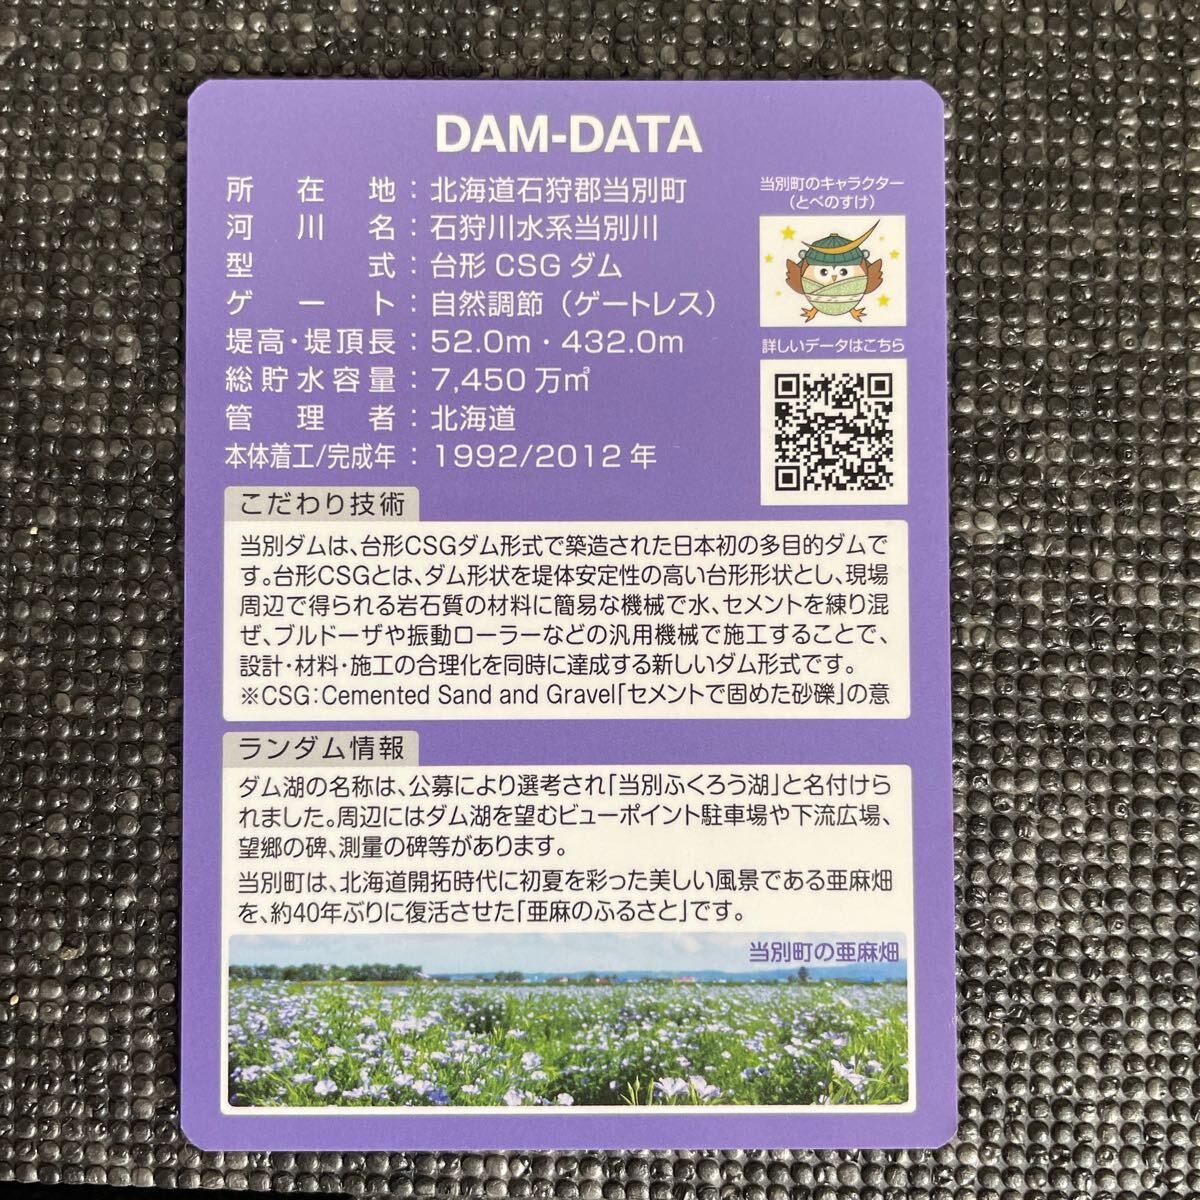 DAM-DATA
所在地：北海道石狩郡当別町
河川名：石狩川水系当別川
型式：台形CSGダム
ゲート：自然調節（ゲートレス）
堤高・堤頂長：52.0m・432.0m
総貯水容量：7,450万㎥
管理者：北海道
本体着工/完成年：1992/2012年
当別町のキャラクター
（とべのすけ）
詳しいデータはこちら
こだわり技術
当別ダムは、台形CSGダム形式で築造された日本初の多目的ダムで
す。台形CSGとは、ダム形状を堤体安定性の高い台形形状とし、現場
周辺で得られる岩石質の材料に簡易な機械で水、セメントを練り混
ぜ、ブルドーザや振動ローラーなどの汎用機械で施工することで、
設計・材料・施工の合理化を同時に達成する新しいダム形式です。
※CSG：Cemented Sand and Gravel「セメントで固めた砂礫」の意
ランダム情報
ダム湖の名称は、公募により選考され「当別ふくろう湖」と名付けら
れました。周辺にはダム湖を望むビューポイント駐車場や下流広場、
望郷の碑、測量の碑等があります。
当別町は、北海道開拓時代に初夏を彩った美しい風景である亜麻畑
を、約40年ぶりに復活させた「亜麻のふるさと」です。
当別町の亜麻畑